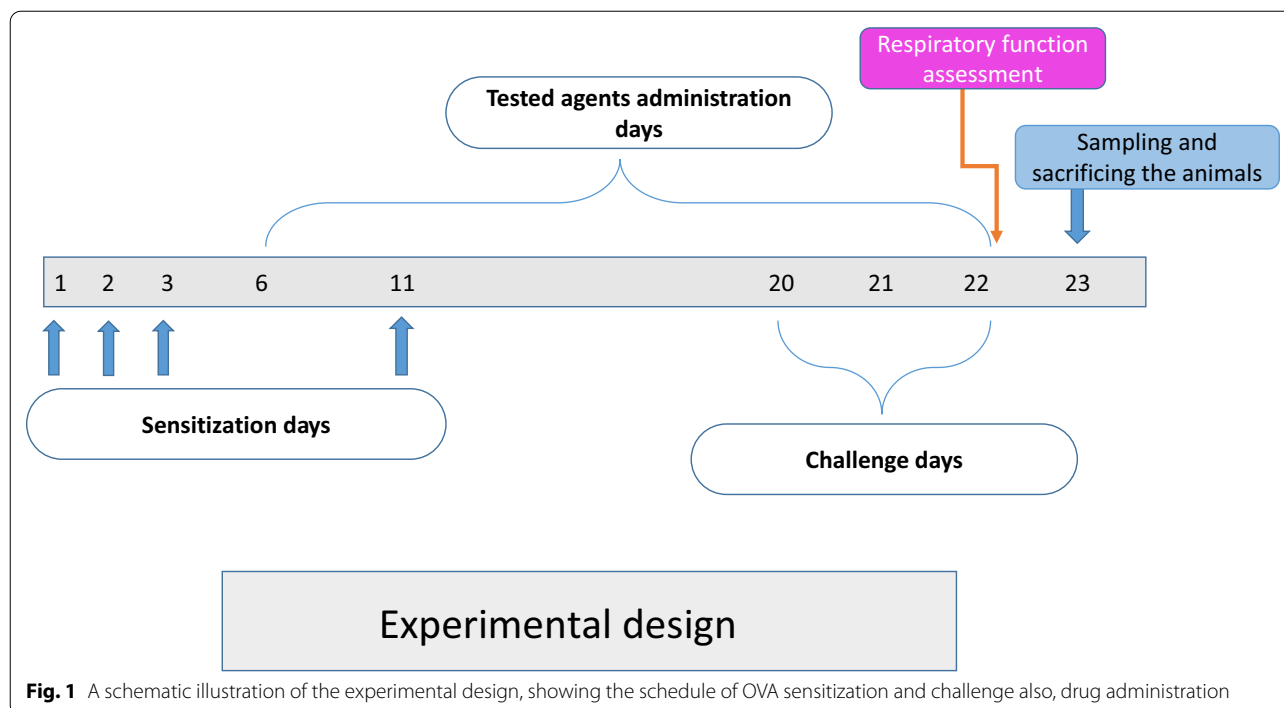 Respiratory function
assessment
Tested agents administration
days
Sampling and
sacrificing the animals
1 2 3 6 11 20 21 22 23
Sensitization days
Challenge days
Experimental design
Fig. 1 A schematic illustration of the experimental design, showing the schedule of OVA sensitization and challenge also, drug administration